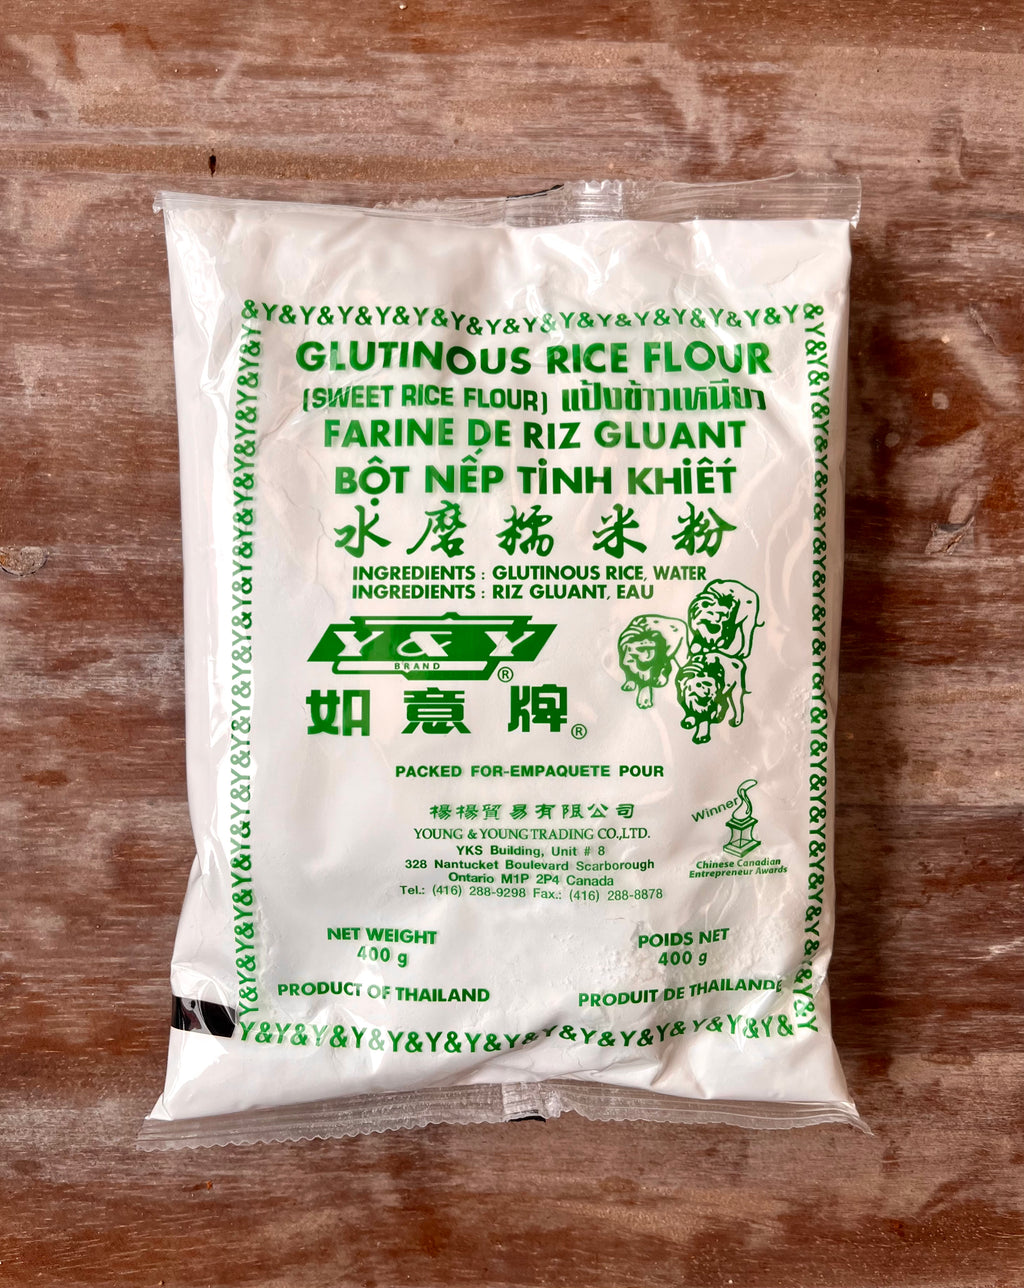 &Y&Y&Y&Y&Y&Y&Y&Y&Y&Y&Y&Y&Y&Y&Y&
GLUTINOUS RICE FLOUR
(SWEET RICE FLOUR) แป้งข้าวเหนียว
FARINE DE RIZ GLUANT
BỘT NẾP TINH KHIẾT
水磨糯米粉
INGREDIENTS : GLUTINOUS RICE, WATER
INGREDIENTS : RIZ GLUANT, EAU
Y & Y
BRAND
®
如意牌®
PACKED FOR-EMPAQUETE POUR
楊楊貿易有限公司
YOUNG & YOUNG TRADING CO.,LTD.
YKS Building, Unit # 8
328 Nantucket Boulevard Scarborough
Ontario M1P 2P4 Canada
Tel.: (416) 288-9298 Fax.: (416) 288-8878
Winner
Chinese Canadian
Entrepreneur Awards
NET WEIGHT
400 g
POIDS NET
400 g
PRODUCT OF THAILAND
PRODUIT DE THAILANDE
Y&Y&Y&Y&Y&Y&Y&Y&Y&Y&Y&Y&Y&Y&Y&